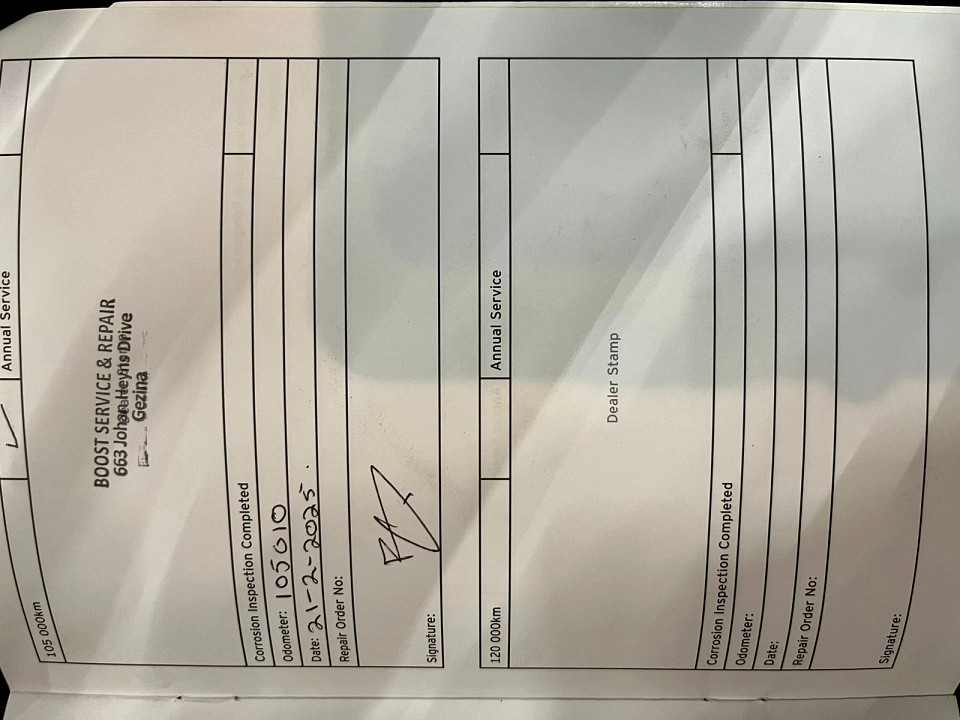 105 000km ✓ Annual Service
BOOST SERVICE & REPAIR
663 Johan Heyns Drive
Gezina
Corrosion Inspection Completed
Odometer: 105010
Date: 21-2-2025.
Repair Order No:
Signature:
120 000km Annual Service
Dealer Stamp
Corrosion Inspection Completed
Odometer:
Date:
Repair Order No:
Signature: